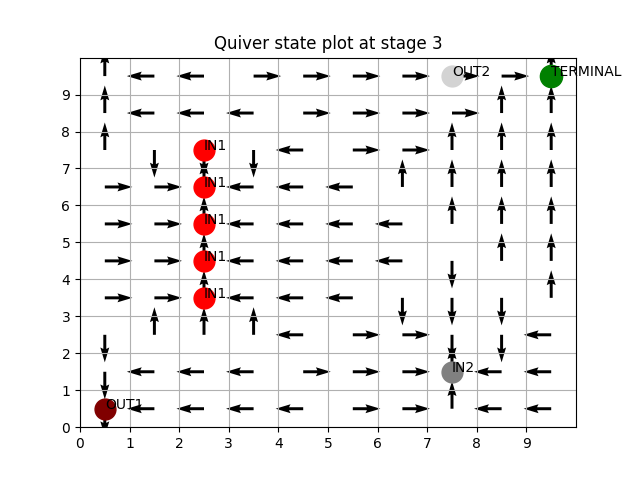 Quiver state plot at stage 3
OUT2
TERMINAL
9
8
IN1
7
IN1
6
IN1
5
IN1
4
IN1
3
2
IN2
1
OUT1
0
0 1 2 3 4 5 6 7 8 9